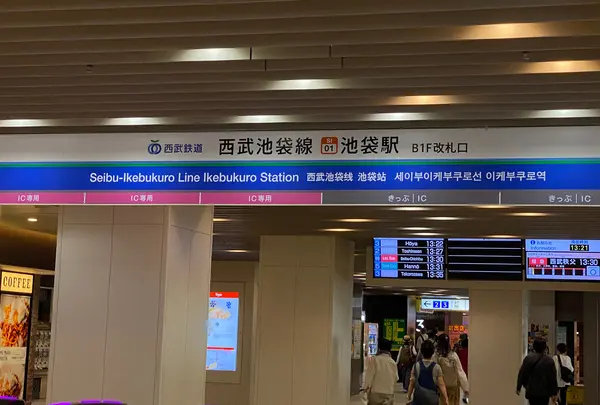 西武鉄道 西武池袋線 SI 01 池袋駅 B1F改札口
Seibu-Ikebukuro Line Ikebukuro Station 西武池袋线 池袋站 세이부이케부쿠로선 이케부쿠로역
IC専用 IC専用 IC専用 きっぷ｜IC きっぷ｜IC
Hōya 13:22
Toshimaen 13:27
Seibu-Chichibu 13:30
Hannō 13:31
Tokorozawa 13:35
Information 13:21
西武秩父 13:30
COFFEE